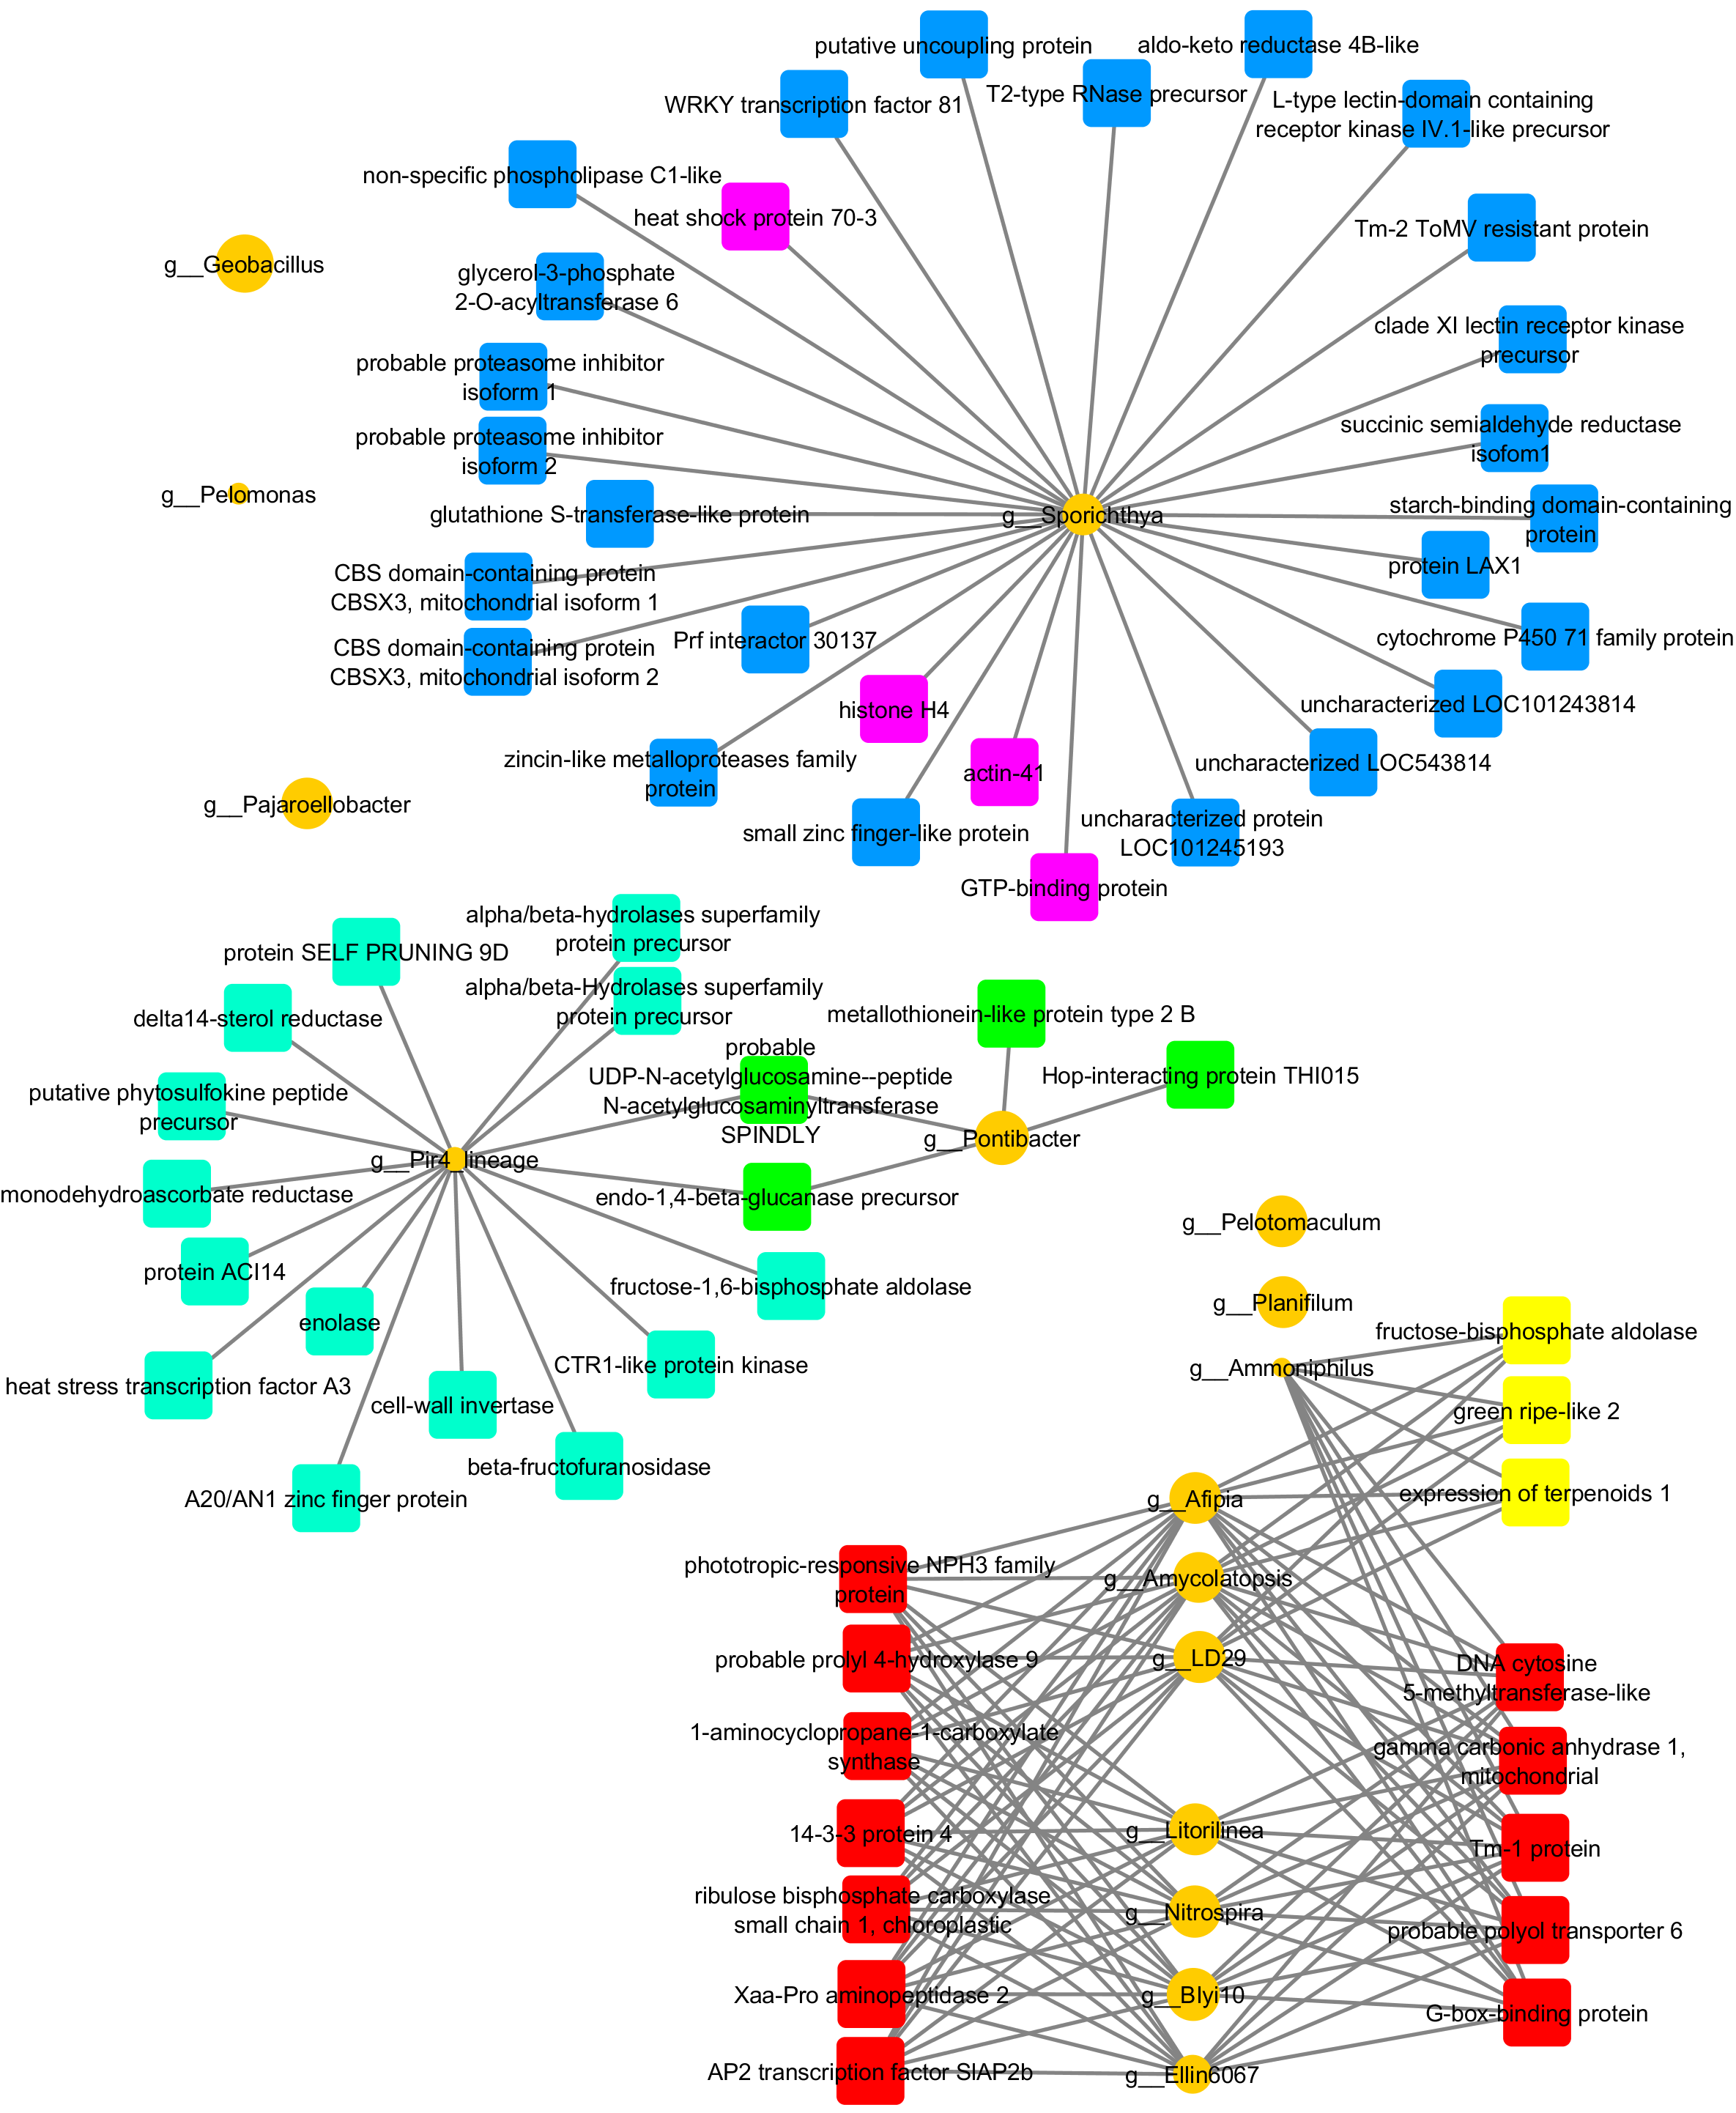 putative uncoupling protein
aldo-keto reductase 4B-like
WRKY transcription factor 81
T2-type RNase precursor
L-type lectin-domain containing
receptor kinase IV.1-like precursor
non-specific phospholipase C1-like
heat shock protein 70-3
Tm-2 ToMV resistant protein
g__Geobacillus
glycerol-3-phosphate
2-O-acyltransferase 6
clade XI lectin receptor kinase
precursor
probable proteasome inhibitor
isoform 1
succinic semialdehyde reductase
isofom1
probable proteasome inhibitor
isoform 2
g__Pelomonas
glutathione S-transferase-like protein
g__Sporichthya
starch-binding domain-containing
protein
protein LAX1
CBS domain-containing protein
CBSX3, mitochondrial isoform 1
Prf interactor 30137
cytochrome P450 71 family protein
CBS domain-containing protein
CBSX3, mitochondrial isoform 2
histone H4
uncharacterized LOC101243814
zincin-like metalloproteases family
protein
actin-41
uncharacterized LOC543814
g__Pajaroellobacter
small zinc finger-like protein
uncharacterized protein
LOC101245193
GTP-binding protein
alpha/beta-hydrolases superfamily
protein precursor
protein SELF PRUNING 9D
alpha/beta-Hydrolases superfamily
protein precursor
delta14-sterol reductase
metallothionein-like protein type 2 B
probable
UDP-N-acetylglucosamine--peptide
N-acetylglucosaminyltransferase
SPINDLY
Hop-interacting protein THI015
putative phytosulfokine peptide
precursor
g__Pontibacter
g__Pir4_lineage
monodehydroascorbate reductase
endo-1,4-beta-glucanase precursor
g__Pelotomaculum
protein ACI14
fructose-1,6-bisphosphate aldolase
g__Planifilum
enolase
fructose-bisphosphate aldolase
CTR1-like protein kinase
g__Ammoniphilus
heat stress transcription factor A3
cell-wall invertase
green ripe-like 2
beta-fructofuranosidase
A20/AN1 zinc finger protein
g__Afipia
expression of terpenoids 1
phototropic-responsive NPH3 family
protein
g__Amycolatopsis
probable prolyl 4-hydroxylase 9
g__LD29
DNA cytosine
5-methyltransferase-like
1-aminocyclopropane-1-carboxylate
synthase
gamma carbonic anhydrase 1,
mitochondrial
14-3-3 protein 4
g__Litorilinea
Tm-1 protein
ribulose bisphosphate carboxylase
small chain 1, chloroplastic
g__Nitrospira
probable polyol transporter 6
Xaa-Pro aminopeptidase 2
g__BIyi10
G-box-binding protein
AP2 transcription factor SlAP2b
g__Ellin6067